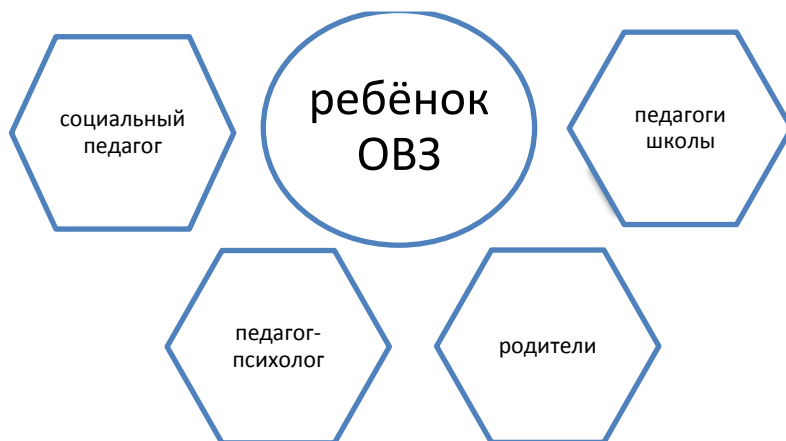 социальный
педагог
ребёнок
ОВЗ
педагоги
школы
педагог-
психолог
родители